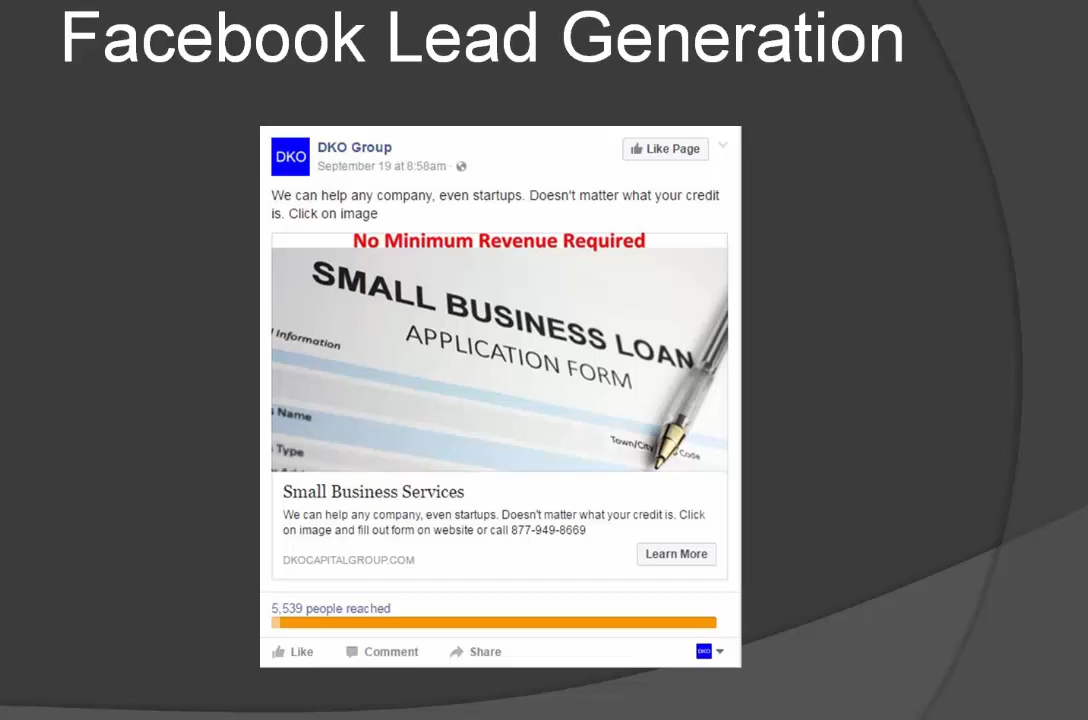 Facebook Lead Generation
DKO
DKO Group
September 19 at 8:58am ·
Like Page
We can help any company, even startups. Doesn't matter what your credit
is. Click on image
No Minimum Revenue Required
SMALL BUSINESS LOAN
APPLICATION FORM
Information
Name
Town/City
Code
Type
Small Business Services
We can help any company, even startups. Doesn't matter what your credit is. Click
on image and fill out form on website or call 877-949-8669
Learn More
DKOCAPITALGROUP.COM
5,539 people reached
Like
Comment
Share
DKO